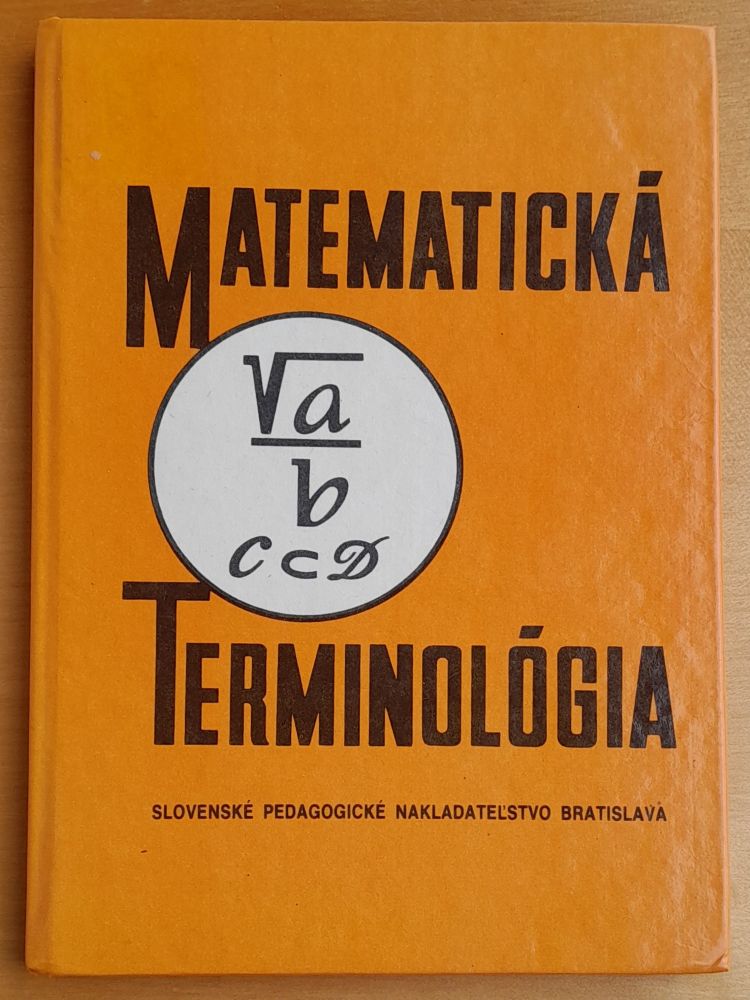 MATEMATICKÁ
√a
b
C⊂D
TERMINOLÓGIA
SLOVENSKÉ PEDAGOGICKÉ NAKLADATEĽSTVO BRATISLAVA